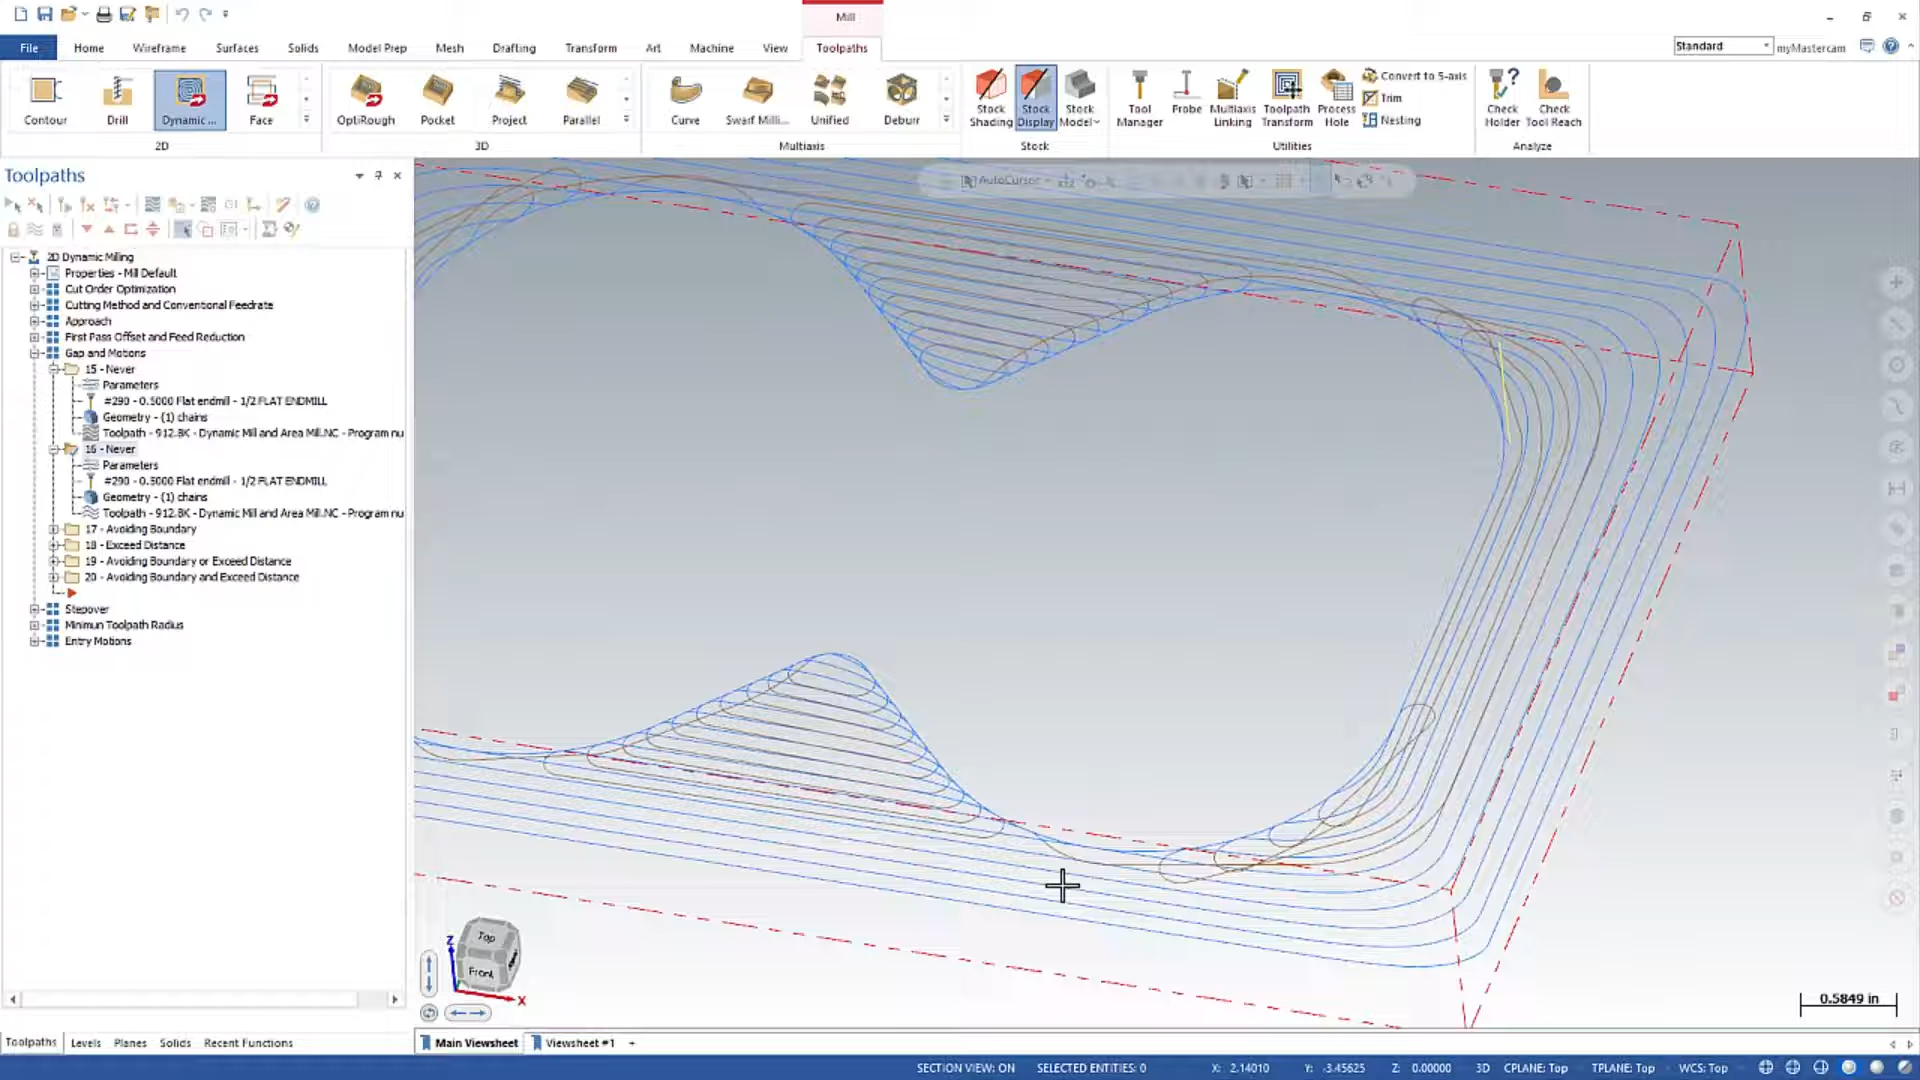 Mill
File Home Wireframe Surfaces Solids Model Prep Mesh Drafting Transform Art Machine View Toolpaths
Standard myMastercam
Contour Drill Dynamic ... Face
OptiRough Pocket Project Parallel
Curve Swarf Milli... Unified Deburr
Stock Shading Stock Display Stock Model
Tool Manager Probe Multiaxis Linking Toolpath Transform Process Hole
Convert to 5-axis
Trim
Nesting
Check Holder Check Tool Reach
2D 3D Multiaxis Stock Utilities Analyze
Toolpaths
AutoCursor
2D Dynamic Milling
Properties - Mill Default
Cut Order Optimization
Cutting Method and Conventional Feedrate
Approach
First Pass Offset and Feed Reduction
Gap and Motions
15 - Never
Parameters
#290 - 0.5000 Flat endmill - 1/2 FLAT ENDMILL
Geometry - (1) chains
Toolpath - 912.8K - Dynamic Mill and Area Mill.NC - Program nu
16 - Never
Parameters
#290 - 0.5000 Flat endmill - 1/2 FLAT ENDMILL
Geometry - (1) chains
Toolpath - 912.8K - Dynamic Mill and Area Mill.NC - Program nu
17 - Avoiding Boundary
18 - Exceed Distance
19 - Avoiding Boundary or Exceed Distance
20 - Avoiding Boundary and Exceed Distance
Stepover
Minimun Toolpath Radius
Entry Motions
Top
Front
Z
X
0.5849 in
Toolpaths Levels Planes Solids Recent Functions
Main Viewsheet Viewsheet #1 +
SECTION VIEW: ON SELECTED ENTITIES: 0 X: 2.14010 Y: -3.45625 Z: 0.00000 3D CPLANE: Top TPLANE: Top WCS: Top